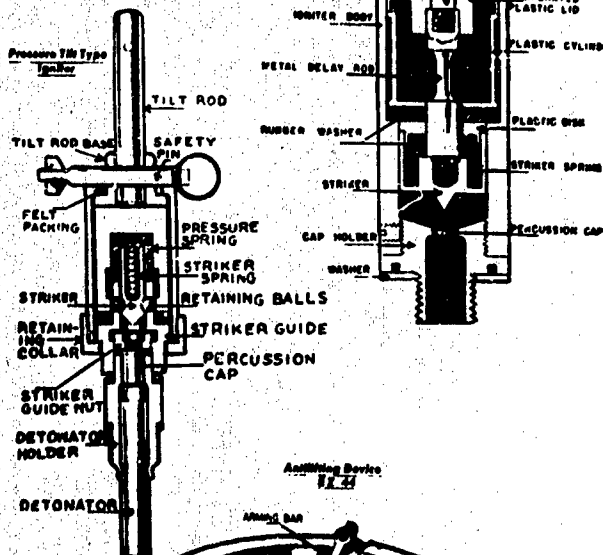 Pressure Tilt Type
Igniter
TILT ROD
TILT ROD BASE
SAFETY
PIN
FELT
PACKING
PRESSURE
SPRING
STRIKER
SPRING
STRIKER
RETAINING BALLS
RETAIN-
ING
COLLAR
STRIKER GUIDE
PERCUSSION
CAP
STRIKER
GUIDE NUT
DETONATOR
HOLDER
DETONATOR
IGNITER BODY
PLASTIC LID
PLASTIC CYLIND
METAL DELAY ROD
RUBBER WASHER
PLASTIC DISK
STRIKER SPRING
STRIKER
PERCUSSION CAP
CAP HOLDER
WASHER
Antilifting Device
ARMING BAR